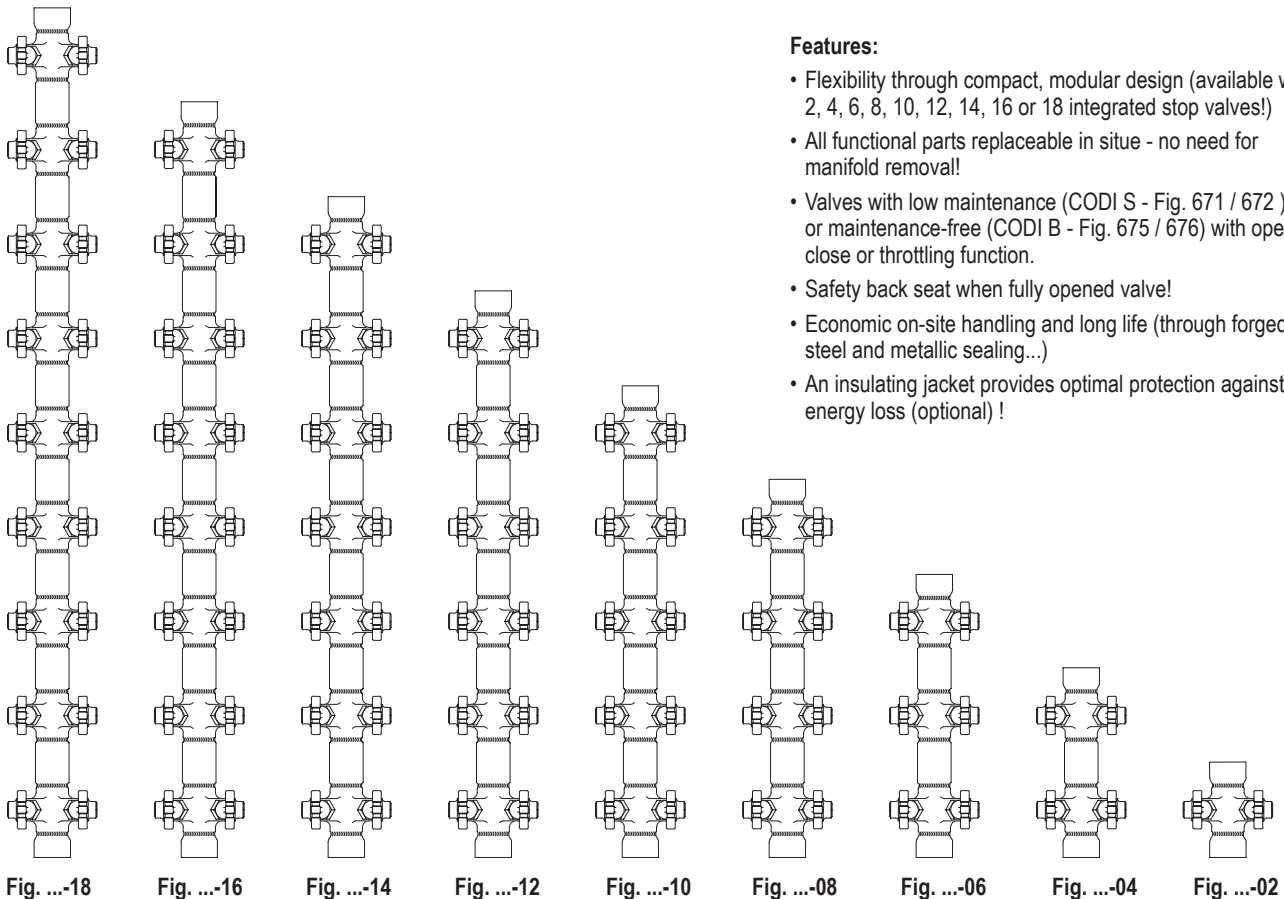 Features:
• Flexibility through compact, modular design (available
2, 4, 6, 8, 10, 12, 14, 16 or 18 integrated stop valves!)
• All functional parts replaceable in situe - no need for
manifold removal!
• Valves with low maintenance (CODI S - Fig. 671 / 672 )
or maintenance-free (CODI B - Fig. 675 / 676) with
close or throttling function.
• Safety back seat when fully opened valve!
• Economic on-site handling and long life (through forged
steel and metallic sealing...)
• An insulating jacket provides optimal protection against
energy loss (optional) !
Fig. ...-18 Fig. ...-16 Fig. ...-14 Fig. ...-12 Fig. ...-10 Fig. ...-08 Fig. ...-06 Fig. ...-04 Fig. ...-02